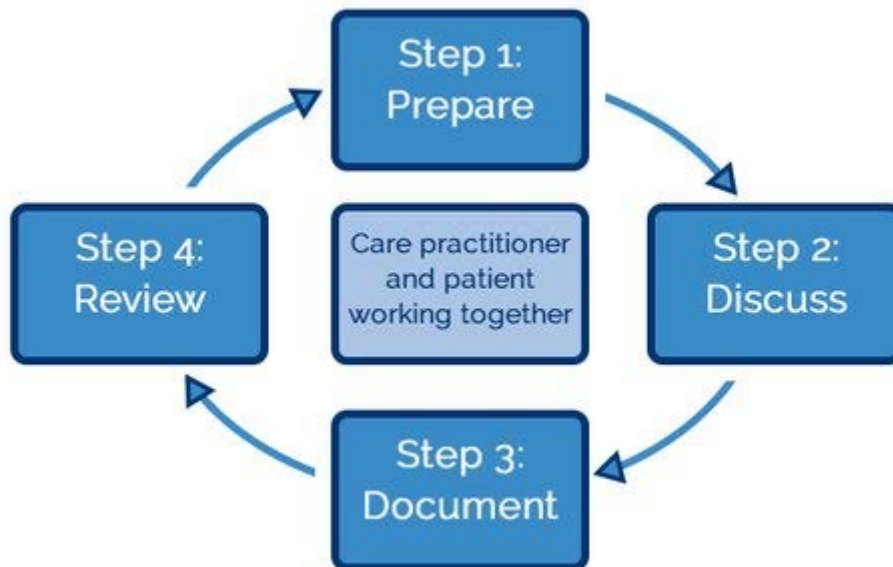 Step 1:
Prepare
Step 4:
Review
Care practitioner
and patient
working together
Step 2:
Discuss
Step 3:
Document